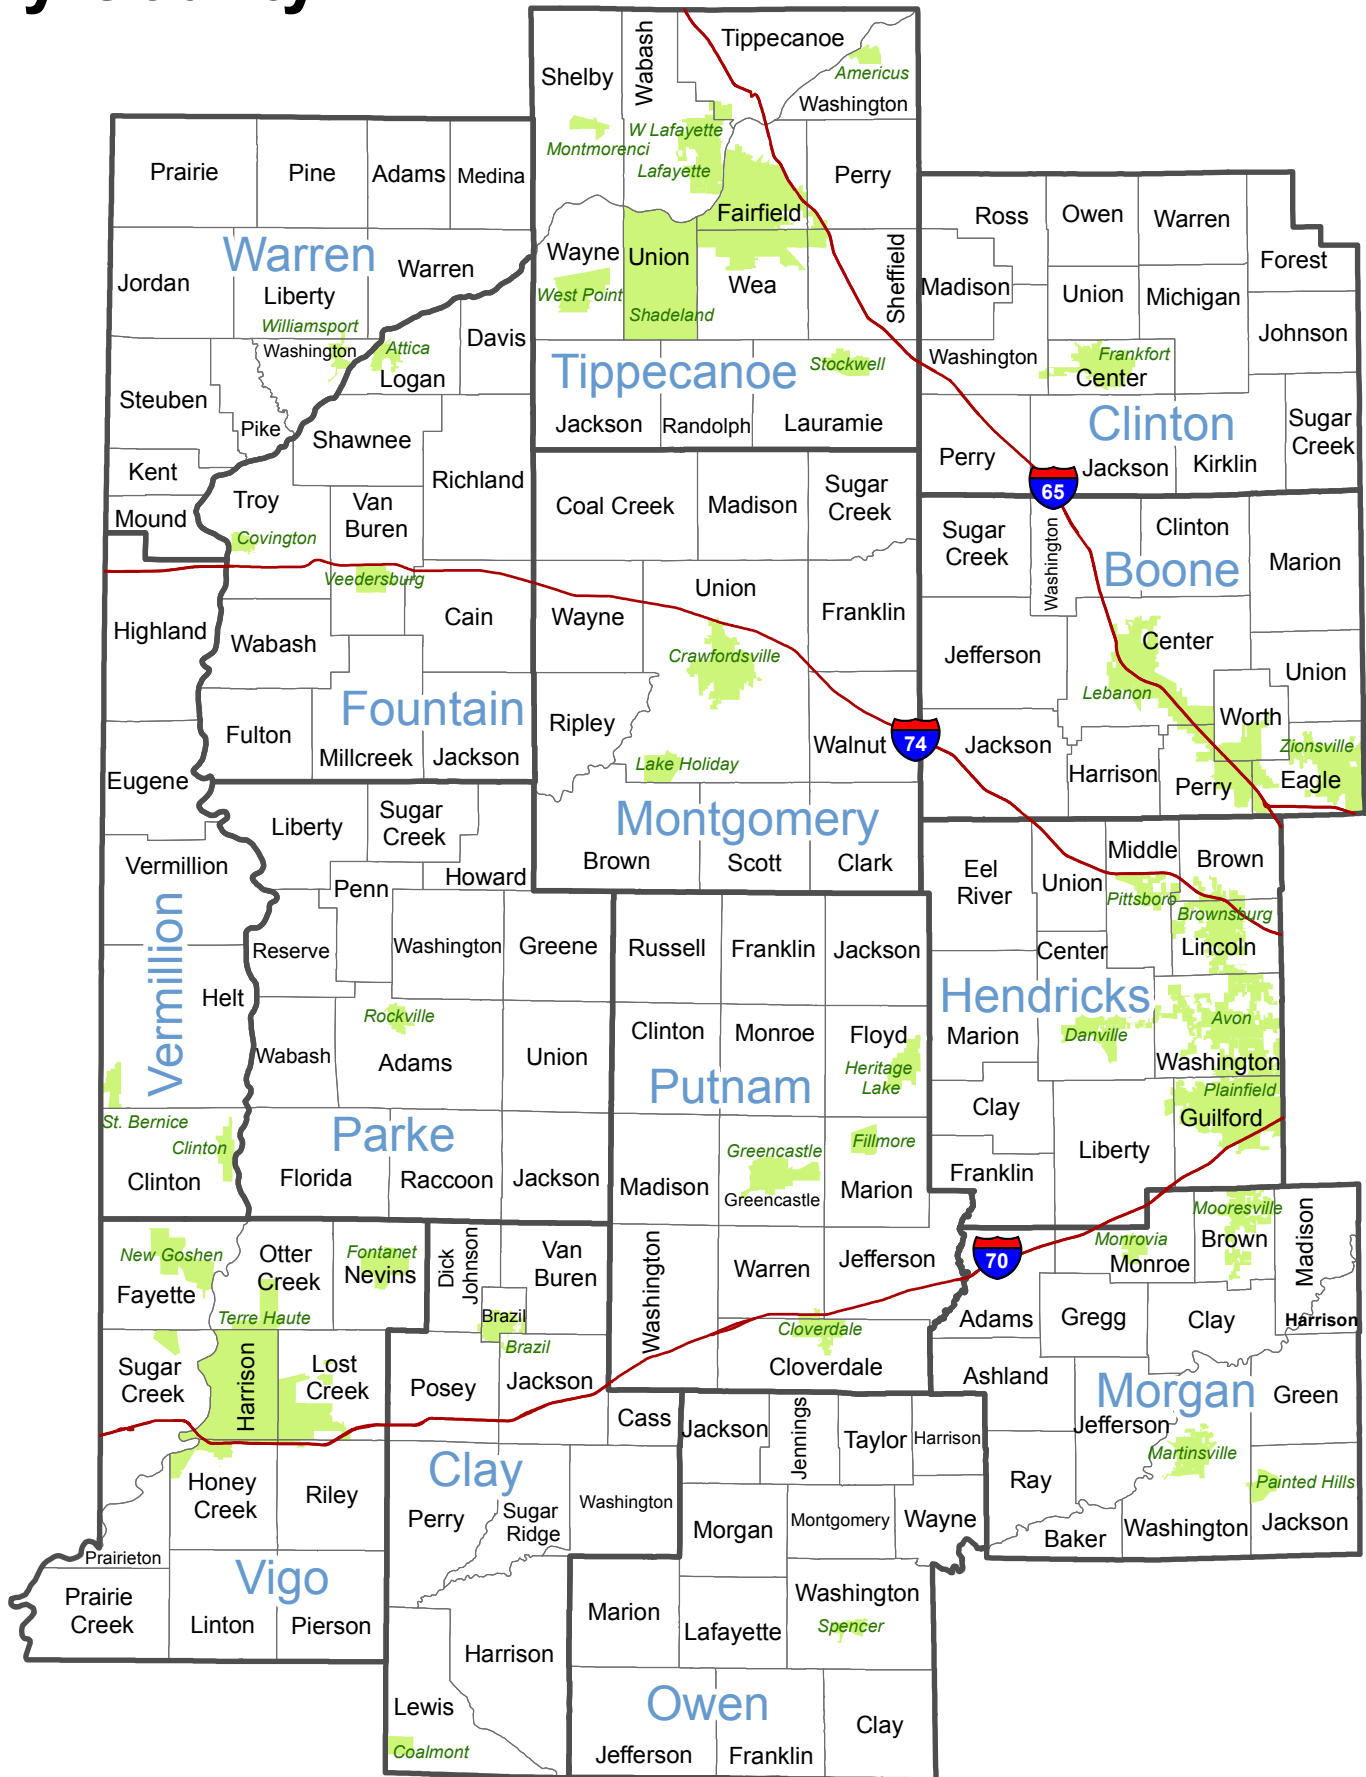 Tippecanoe
Shelby
Wabash
Americus
Washington
W Lafayette
Montmorenci
Lafayette
Perry
Fairfield
Wayne
Union
Wea
Sheffield
West Point
Shadeland
Tippecanoe
Stockwell
Jackson
Randolph
Lauramie
Prairie
Pine
Adams
Medina
Warren
Warren
Jordan
Liberty
Williamsport
Washington
Steuben
Pike
Kent
Mound
Davis
Attica
Logan
Shawnee
Richland
Troy
Van
Buren
Covington
Veedersburg
Cain
Wabash
Fountain
Fulton
Millcreek
Jackson
Ross
Owen
Warren
Forest
Madison
Union
Michigan
Johnson
Washington
Frankfort
Center
Clinton
Sugar
Creek
Perry
Jackson
Kirklin
65
Coal Creek
Madison
Sugar
Creek
Union
Wayne
Franklin
Crawfordsville
Ripley
Walnut
74
Lake Holiday
Montgomery
Brown
Scott
Clark
Sugar
Creek
Washington
Clinton
Boone
Marion
Jefferson
Center
Union
Lebanon
Worth
Jackson
Zionsville
Harrison
Perry
Eagle
Highland
Eugene
Vermillion
Vermillion
Helt
St. Bernice
Clinton
Clinton
Liberty
Sugar
Creek
Penn
Howard
Reserve
Washington
Greene
Rockville
Wabash
Adams
Union
Parke
Florida
Raccoon
Jackson
Russell
Franklin
Jackson
Clinton
Monroe
Floyd
Heritage
Lake
Putnam
Greencastle
Fillmore
Madison
Greencastle
Marion
Washington
Warren
Jefferson
Cloverdale
Cloverdale
Eel
River
Union
Middle
Brown
Pittsboro
Brownsburg
Center
Lincoln
Hendricks
Marion
Danville
Avon
Washington
Clay
Plainfield
Guilford
Liberty
Franklin
70
New Goshen
Fayette
Otter
Creek
Fontanet
Nevins
Terre Haute
Sugar
Creek
Harrison
Lost
Creek
Honey
Creek
Riley
Prairieton
Vigo
Prairie
Creek
Linton
Pierson
Dick
Johnson
Van
Buren
Brazil
Brazil
Posey
Jackson
Cass
Clay
Perry
Sugar
Ridge
Washington
Harrison
Lewis
Coalmont
Jackson
Jennings
Taylor
Harrison
Morgan
Montgomery
Wayne
Marion
Washington
Lafayette
Spencer
Owen
Clay
Jefferson
Franklin
Mooresville
Monrovia
Brown
Madison
Monroe
Adams
Gregg
Clay
Harrison
Ashland
Morgan
Green
Jefferson
Martinsville
Ray
Painted Hills
Baker
Washington
Jackson